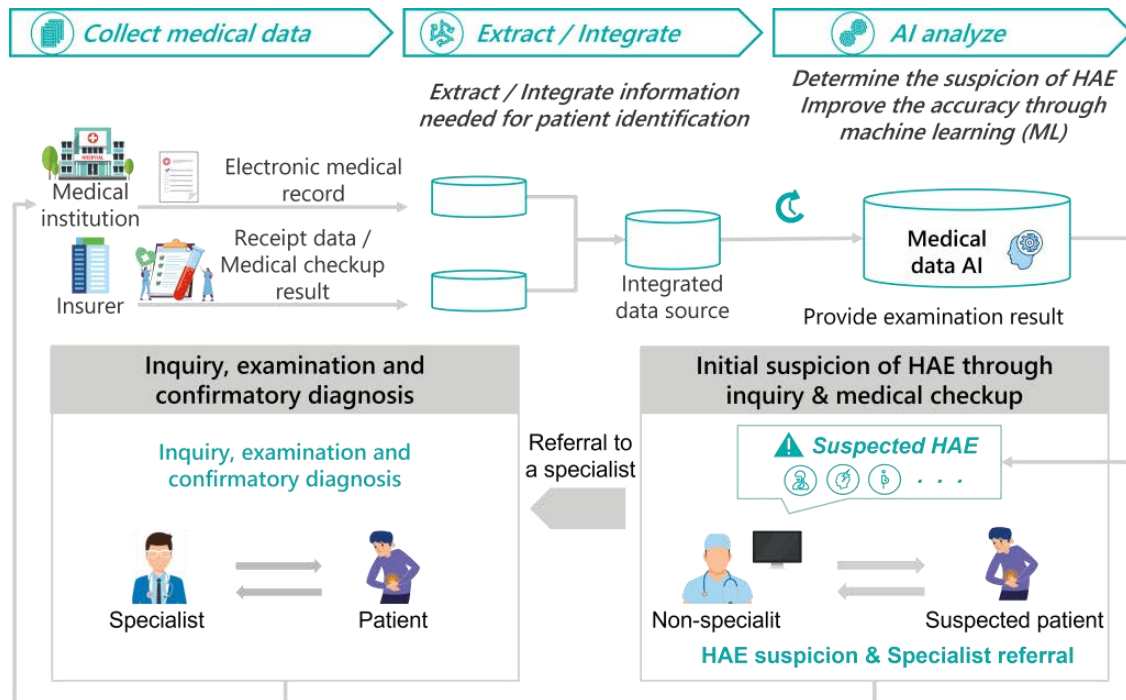 Collect medical data
Extract / Integrate
AI analyze
Extract / Integrate information
needed for patient identification
Determine the suspicion of HAE
Improve the accuracy through
machine learning (ML)
HOSPITAL
Medical
institution
Electronic medical
record
Insurer
Receipt data /
Medical checkup
result
Integrated
data source
Medical
data AI
Provide examination result
Inquiry, examination and
confirmatory diagnosis
Inquiry, examination and
confirmatory diagnosis
Specialist
Patient
Referral to
a specialist
Initial suspicion of HAE through
inquiry & medical checkup
Suspected HAE
. . .
Non-specialit
Suspected patient
HAE suspicion & Specialist referral